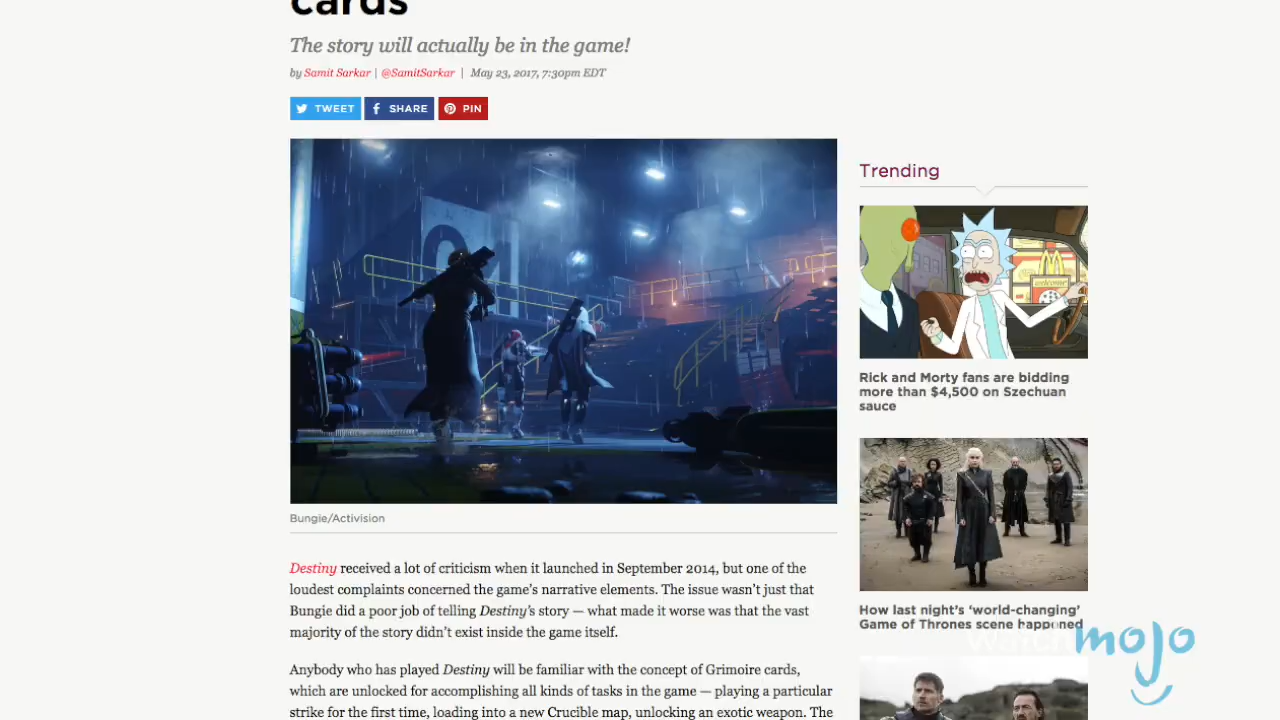 cards
The story will actually be in the game!
by Samit Sarkar | @SamitSarkar | May 23, 2017, 7:30pm EDT
TWEET SHARE PIN
Trending
Rick and Morty fans are bidding
more than $4,500 on Szechuan
sauce
Bungie/Activision
Destiny received a lot of criticism when it launched in September 2014, but one of the
loudest complaints concerned the game's narrative elements. The issue wasn't just that
Bungie did a poor job of telling Destiny's story — what made it worse was that the vast
majority of the story didn't exist inside the game itself.
How last night's 'world-changing'
Game of Thrones scene happened
Anybody who has played Destiny will be familiar with the concept of Grimoire cards,
which are unlocked for accomplishing all kinds of tasks in the game — playing a particular
strike for the first time, loading into a new Crucible map, unlocking an exotic weapon. The
watchmojo